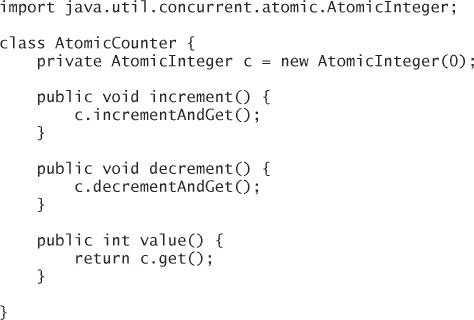 import java.util.concurrent.atomic.AtomicInteger;

class AtomicCounter {
    private AtomicInteger c = new AtomicInteger(0);

    public void increment() {
        c.incrementAndGet();
    }

    public void decrement() {
        c.decrementAndGet();
    }

    public int value() {
        return c.get();
    }

}